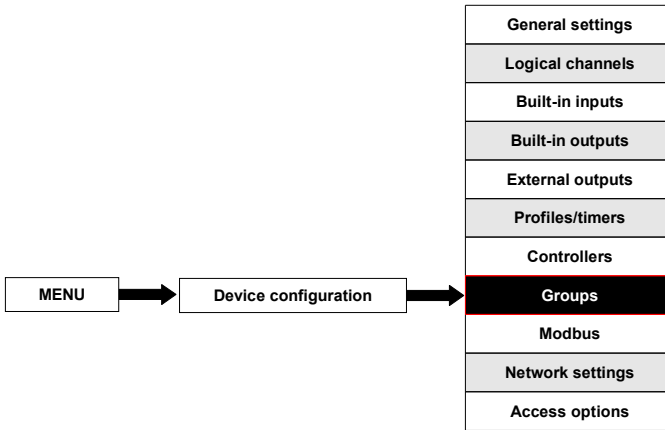 General settings
Logical channels
Built-in inputs
Built-in outputs
External outputs
Profiles/timers
Controllers
MENU
Device configuration
Groups
Modbus
Network settings
Access options